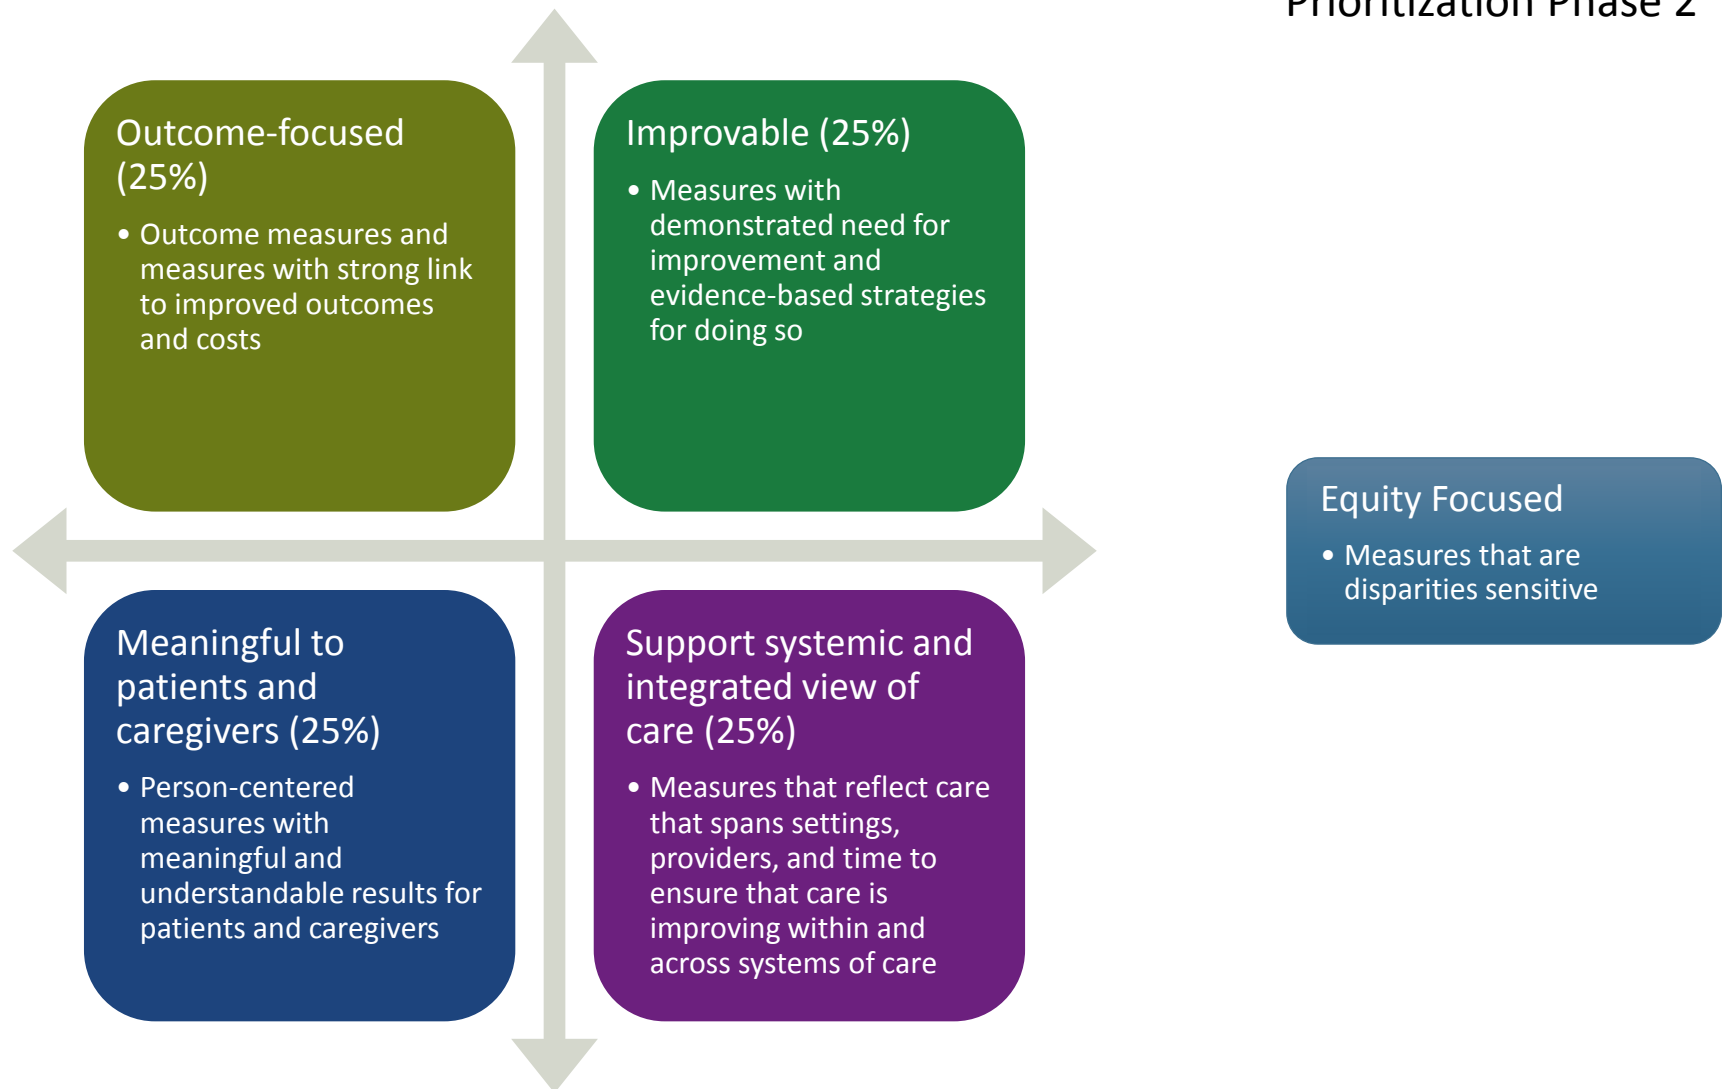 Prioritization Phase 2
Outcome-focused
(25%)
• Outcome measures and
measures with strong link
to improved outcomes
and costs
Improvable (25%)
• Measures with
demonstrated need for
improvement and
evidence-based strategies
for doing so
Equity Focused
• Measures that are
disparities sensitive
Meaningful to
patients and
caregivers (25%)
• Person-centered
measures with
meaningful and
understandable results for
patients and caregivers
Support systemic and
integrated view of
care (25%)
• Measures that reflect care
that spans settings,
providers, and time to
ensure that care is
improving within and
across systems of care